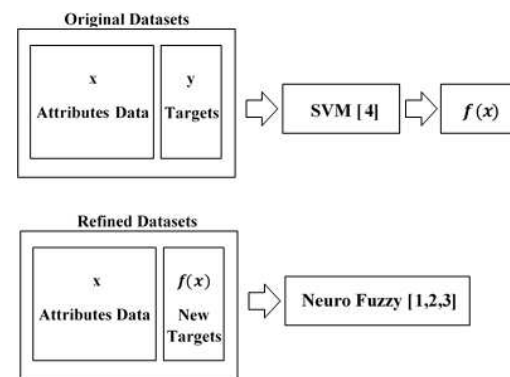 Original Datasets
x
Attributes Data
y
Targets
SVM [4]
f(x)
Refined Datasets
x
Attributes Data
f(x)
New
Targets
Neuro Fuzzy [1,2,3]